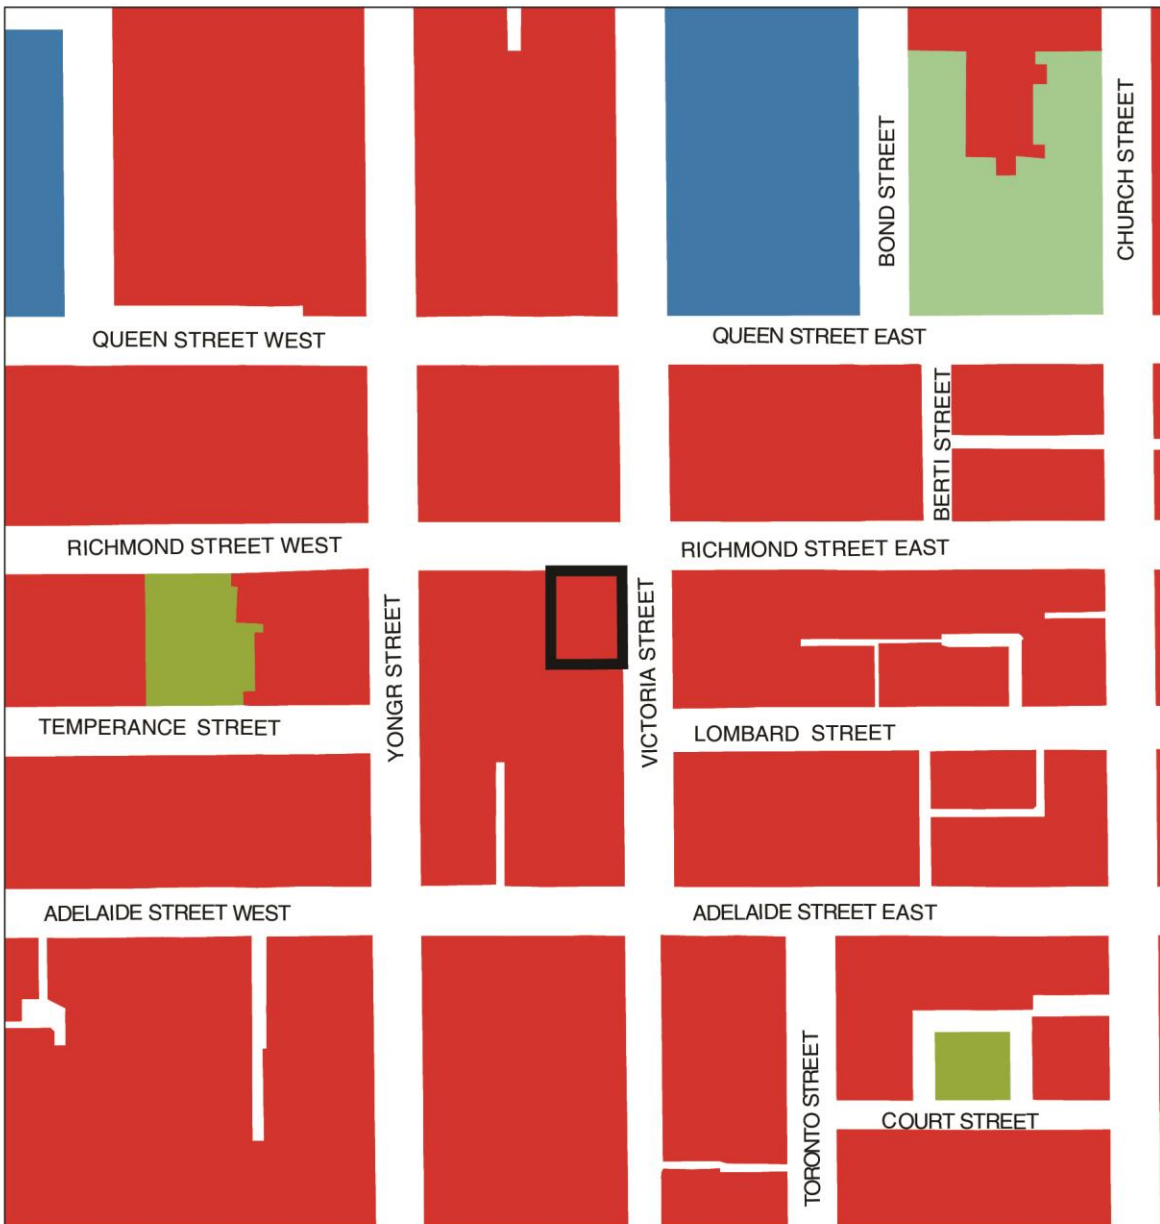 BOND STREET
CHURCH STREET
QUEEN STREET WEST
QUEEN STREET EAST
BERTI STREET
RICHMOND STREET WEST
RICHMOND STREET EAST
YONGR STREET
VICTORIA STREET
TEMPERANCE STREET
LOMBARD STREET
ADELAIDE STREET WEST
ADELAIDE STREET EAST
TORONTO STREET
COURT STREET